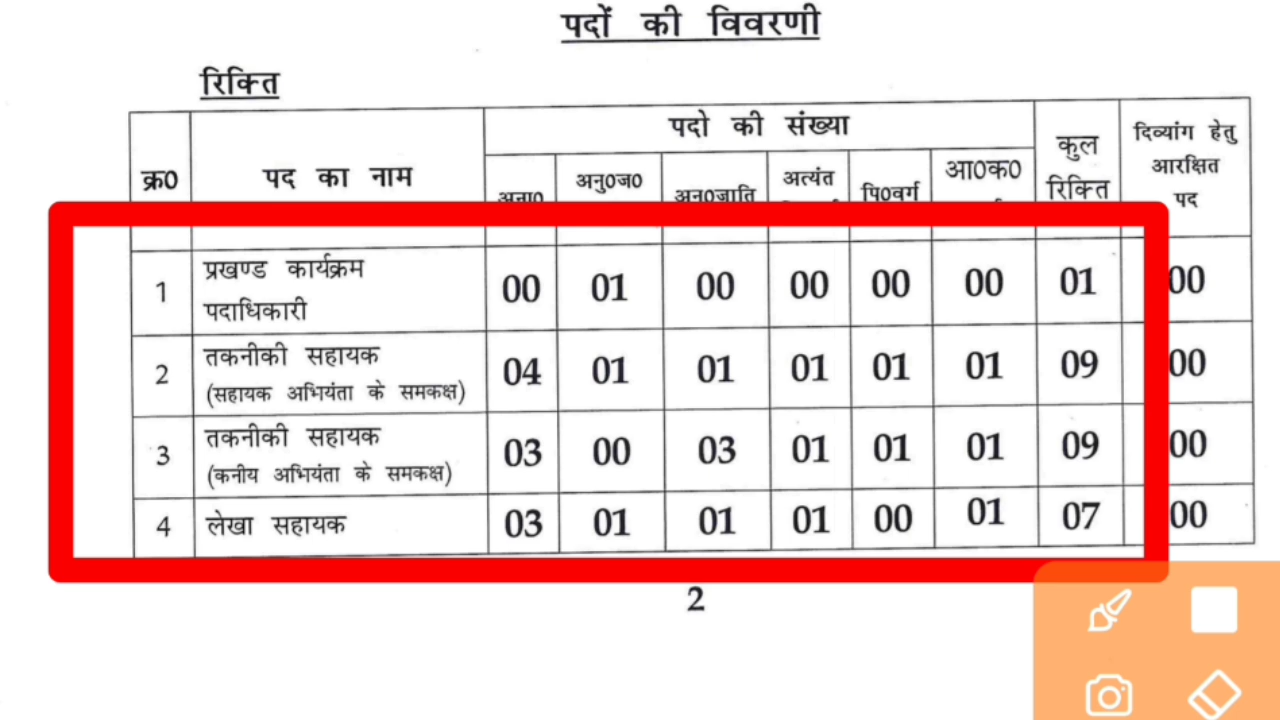 पदों की विवरणी
रिक्ति
क्र0 पद का नाम पदो की संख्या कुल रिक्ति दिव्यांग हेतु आरक्षित पद
अना0 अनु0ज0 अनु0जाति अत्यंत पि0वर्ग आ0क0
1 प्रखण्ड कार्यक्रम पदाधिकारी 00 01 00 00 00 00 01 00
2 तकनीकी सहायक (सहायक अभियंता के समकक्ष) 04 01 01 01 01 01 09 00
3 तकनीकी सहायक (कनीय अभियंता के समकक्ष) 03 00 03 01 01 01 09 00
4 लेखा सहायक 03 01 01 01 00 01 07 00
2